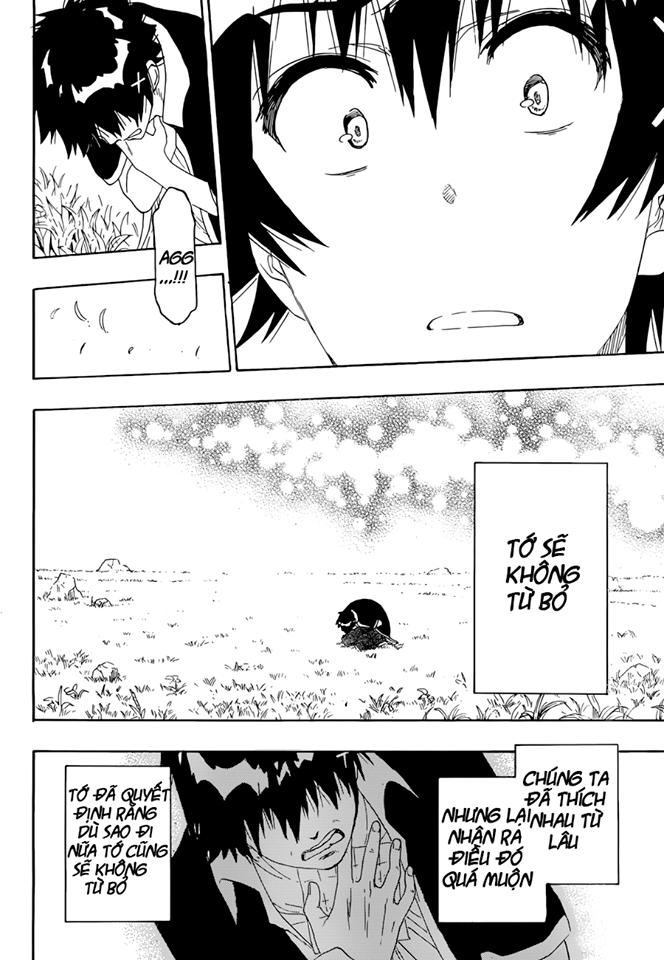 AGG
...!!!
TỚ SẼ
KHÔNG
TỪ BỎ
CHÚNG TA
ĐÃ THÍCH
NHAU TỪ
LÂU
NHƯNG LẠI
NHẬN RA
ĐIỀU ĐÓ
QUÁ MUỘN
TỚ ĐÃ QUYẾT
ĐỊNH RẰNG
DÙ SAO ĐI
NỮA TỚ CŨNG
SẼ KHÔNG
TỪ BỎ